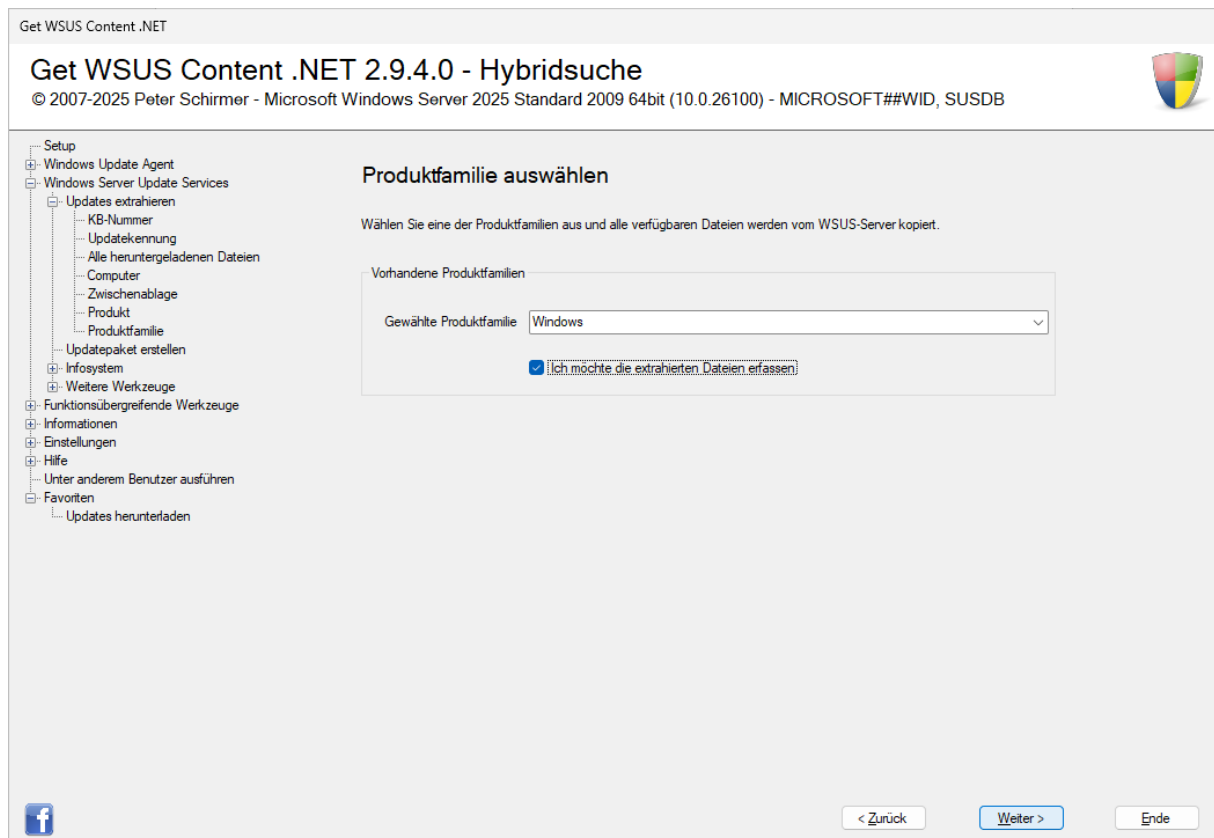 Get WSUS Content .NET
Get WSUS Content .NET 2.9.4.0 - Hybridsuche
© 2007-2025 Peter Schirmer - Microsoft Windows Server 2025 Standard 2009 64bit (10.0.26100) - MICROSOFT##WID, SUSDB
Setup
Windows Update Agent
Windows Server Update Services
Updates extrahieren
KB-Nummer
Updatekennung
Alle heruntergeladenen Dateien
Computer
Zwischenablage
Produkt
Produktfamilie
Updatepaket erstellen
Infosystem
Weitere Werkzeuge
Funktionsübergreifende Werkzeuge
Informationen
Einstellungen
Hilfe
Unter anderem Benutzer ausführen
Favoriten
Updates herunterladen
Produktfamilie auswählen
Wählen Sie eine der Produktfamilien aus und alle verfügbaren Dateien werden vom WSUS-Server kopiert.
Vorhandene Produktfamilien
Gewählte Produktfamilie Windows
Ich möchte die extrahierten Dateien erfassen
f
< Zurück Weiter > Ende